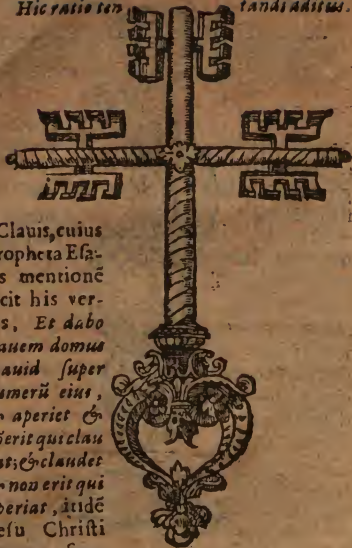 Hic ratio ten tandi aditus.
Clauis, cuius
ropheta Esa-
s mentionē
cit his ver-
s, Et dabo
auem domus
auid super
umerū eius,
aperiet &
erit qui clau
at; & claudet
non erit qui
periat, itidē
esu Christi